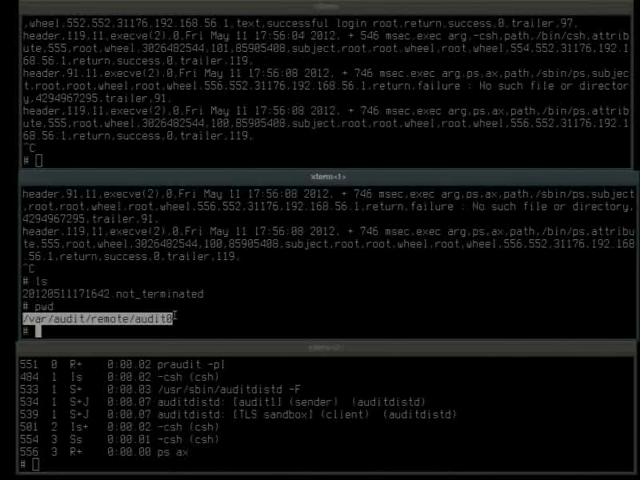 ,wheel,552,552,31176,192.168.56.1,text,successful login root,return,success,0,trailer,97,
header,119,11,execve(2),0,Fri May 11 17:56:04 2012, + 546 msec,exec arg,-csh,path,/bin/csh,attrib
ute,555,root,wheel,3026482544,101,85905408,subject,root,root,wheel,root,wheel,554,552,31176,192.1
68.56.1,return,success,0,trailer,119,
header,91,11,execve(2),0,Fri May 11 17:56:08 2012, + 746 msec,exec arg,ps,ax,path,/sbin/ps,subjec
t,root,root,wheel,root,wheel,556,552,31176,192.168.56.1,return,failure : No such file or director
y,4294967295,trailer,91,
header,119,11,execve(2),0,Fri May 11 17:56:08 2012, + 746 msec,exec arg,ps,ax,path,/bin/ps,attrib
ute,555,root,wheel,3026482544,100,85905408,subject,root,root,wheel,root,wheel,556,552,31176,192.1
68.56.1,return,success,0,trailer,119,
^C
#
xterm<1>
header,91,11,execve(2),0,Fri May 11 17:56:08 2012, + 746 msec,exec arg,ps,ax,path,/sbin/ps,subject
,root,root,wheel,root,wheel,556,552,31176,192.168.56.1,return,failure : No such file or directory,
4294967295,trailer,91,
header,119,11,execve(2),0,Fri May 11 17:56:08 2012, + 746 msec,exec arg,ps,ax,path,/bin/ps,attribu
te,555,root,wheel,3026482544,100,85905408,subject,root,root,wheel,root,wheel,556,552,31176,192.168
.56.1,return,success,0,trailer,119,
^C
# ls
20120511171642.not_terminated
# pwd
/var/audit/remote/audit0
#
551 0 R+ 0:00.02 praudit -pl
484 1 Is 0:00.02 -csh (csh)
533 1 S+ 0:00.03 /usr/sbin/auditdistd -F
534 1 S+J 0:00.07 auditdistd: [audit1] (sender) (auditdistd)
539 1 S+J 0:00.07 auditdistd: [TLS sandbox] (client) (auditdistd)
501 2 Is+ 0:00.02 -csh (csh)
554 3 Ss 0:00.01 -csh (csh)
556 3 R+ 0:00.00 ps ax
#